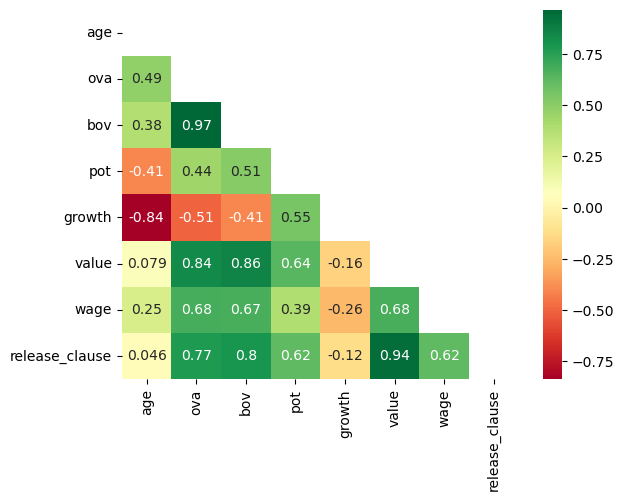 age
ova 0.49
bov 0.38 0.97
pot -0.41 0.44 0.51
growth -0.84 -0.51 -0.41 0.55
value 0.079 0.84 0.86 0.64 -0.16
wage 0.25 0.68 0.67 0.39 -0.26 0.68
release_clause 0.046 0.77 0.8 0.62 -0.12 0.94 0.62
age ova bov pot growth value wage release_clause
0.75
0.50
0.25
0.00
-0.25
-0.50
-0.75